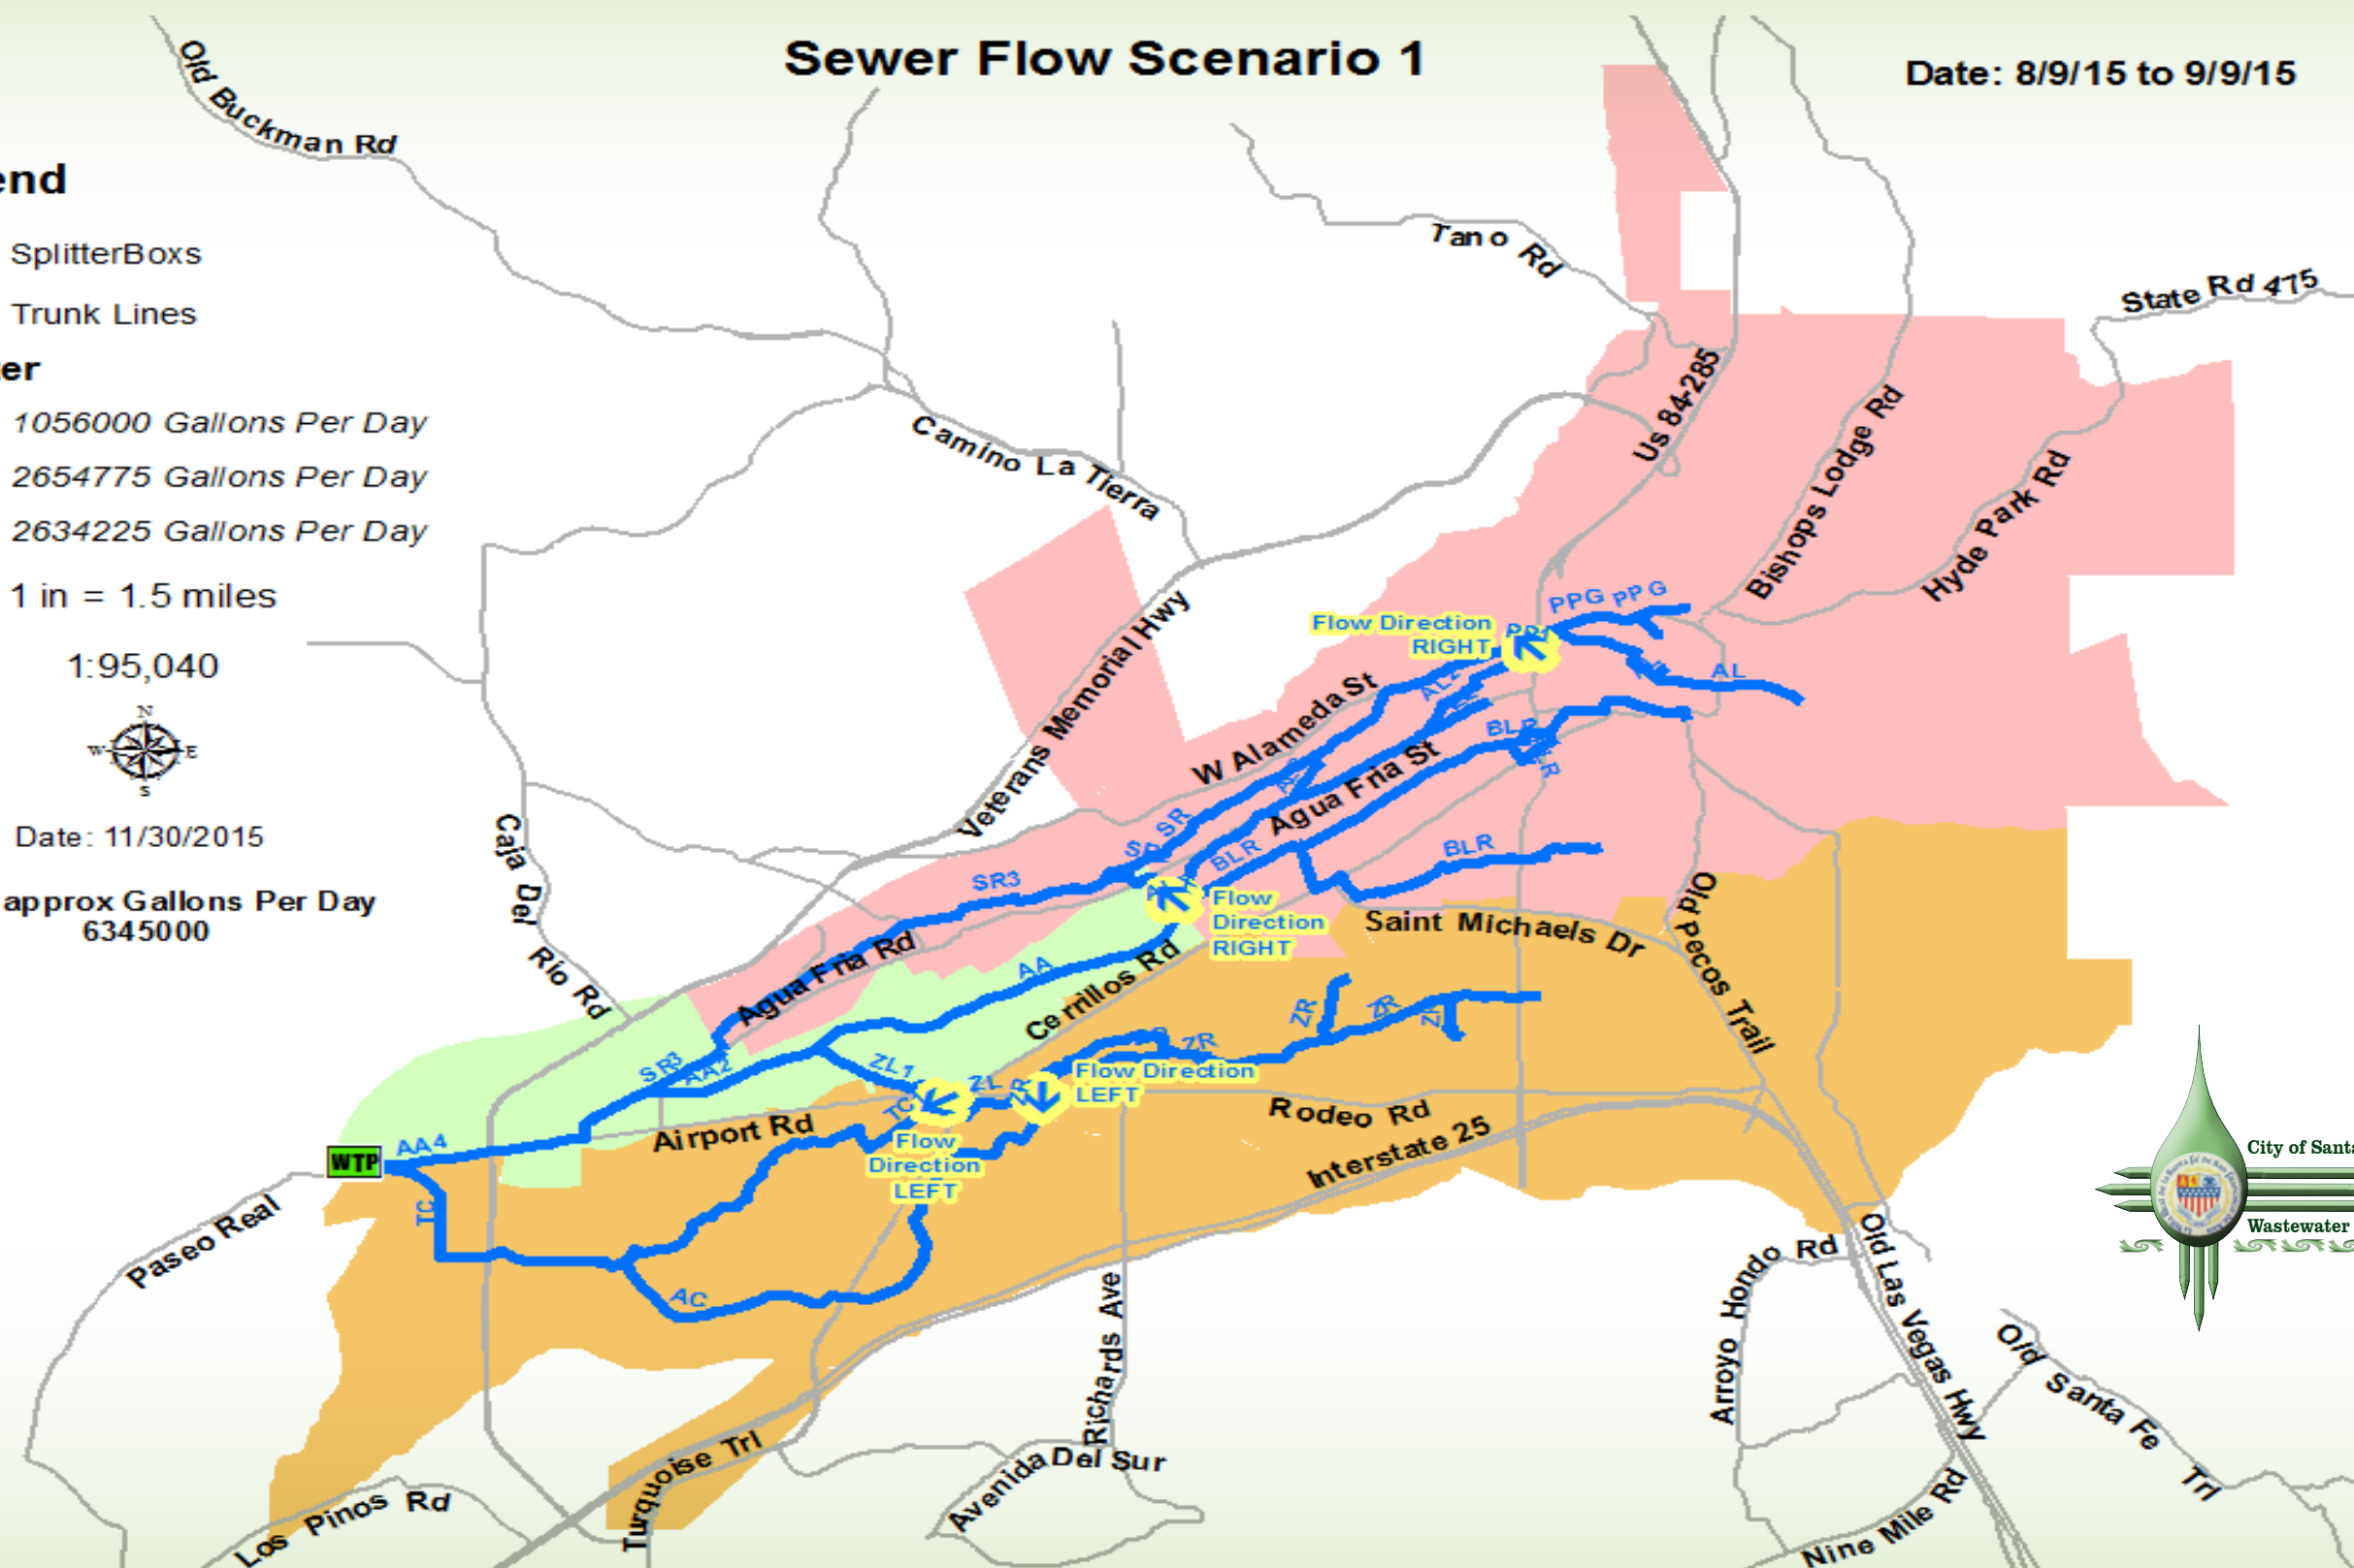 Sewer Flow Scenario 1
Date: 8/9/15 to 9/9/15
end
SplitterBoxs
Trunk Lines
er
1056000 Gallons Per Day
2654775 Gallons Per Day
2634225 Gallons Per Day
1 in = 1.5 miles
1:95,040
N
W E
S
Date: 11/30/2015
approx Gallons Per Day
6345000
Old Buckman Rd
Tano Rd
State Rd 475
Us 84-285
Camino La Tierra
Bishops Lodge Rd
Hyde Park Rd
Veterans Memorial Hwy
PPG PPG
Flow Direction
RIGHT
AL
W Alameda St
BLR
Agua Fria St
SR
BLR
BLR
SR3
Caja Del Rio Rd
Flow
Direction
RIGHT
Saint Michaels Dr
Old Pecos Trail
Agua Fria Rd
AA
Cerrillos Rd
ZR
ZR
ZR
SR3
AA2
ZL1
ZL
ZR
Flow Direction
LEFT
Airport Rd
Rodeo Rd
Interstate 25
Flow
Direction
LEFT
WTP
AA4
TC
AC
Paseo Real
Richards Ave
Arroyo Hondo Rd
Old Las Vegas Hwy
Old Santa Fe Trl
Turquoise Trl
Avenida Del Sur
Los Pinos Rd
Nine Mile Rd
City of Santa
Wastewater